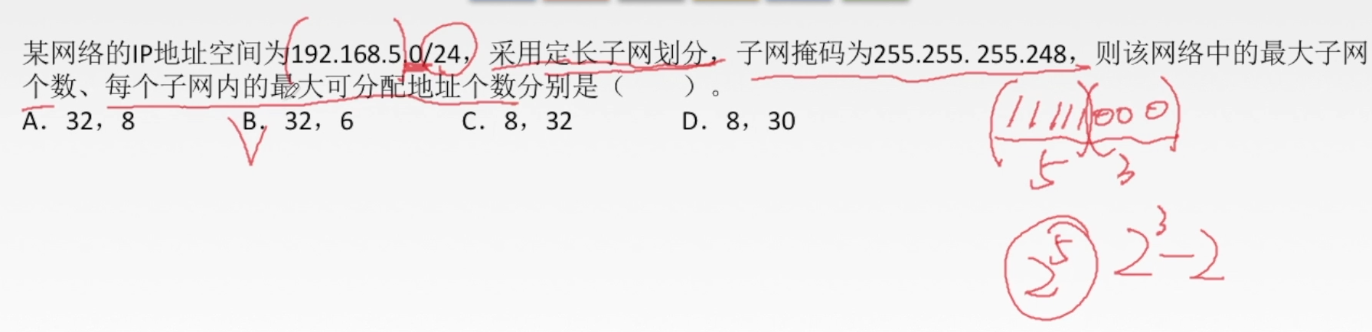 某网络的IP地址空间为192.168.5.0/24，采用定长子网划分，子网掩码为255.255. 255.248，则该网络中的最大子网
个数、每个子网内的最大可分配地址个数分别是（　　）。
A. 32，8　　B. 32，6　　C. 8，32　　D. 8，30
11111000
5 3
2^5 2^3-2